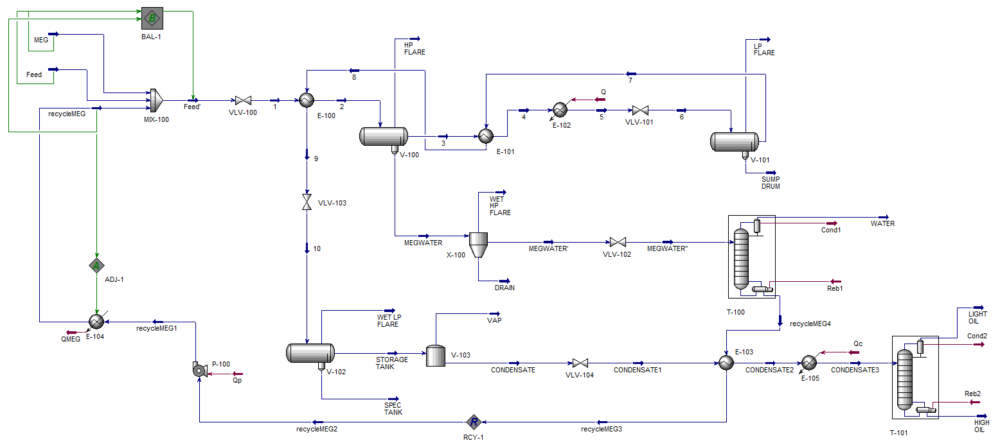 B
BAL-1
MEG
Feed
recycleMEG
MIX-100
Feed'
VLV-100
1
E-100
2
8
HP
FLARE
V-100
3
E-101
4
Q
E-102
5
VLV-101
6
7
LP
FLARE
V-101
SUMP
DRUM
9
VLV-103
10
WET
HP
FLARE
MEGWATER
X-100
DRAIN
MEGWATER'
VLV-102
MEGWATER"
WATER
Cond1
Reb1
T-100
recycleMEG4
A
ADJ-1
recycleMEG1
QMEG
E-104
P-100
Qp
WET LP
FLARE
V-102
STORAGE
TANK
SPEC
TANK
VAP
V-103
CONDENSATE
VLV-104
CONDENSATE1
E-103
CONDENSATE2
Qc
E-105
CONDENSATE3
LIGHT
OIL
Cond2
Reb2
HIGH
OIL
T-101
recycleMEG2
R
RCY-1
recycleMEG3